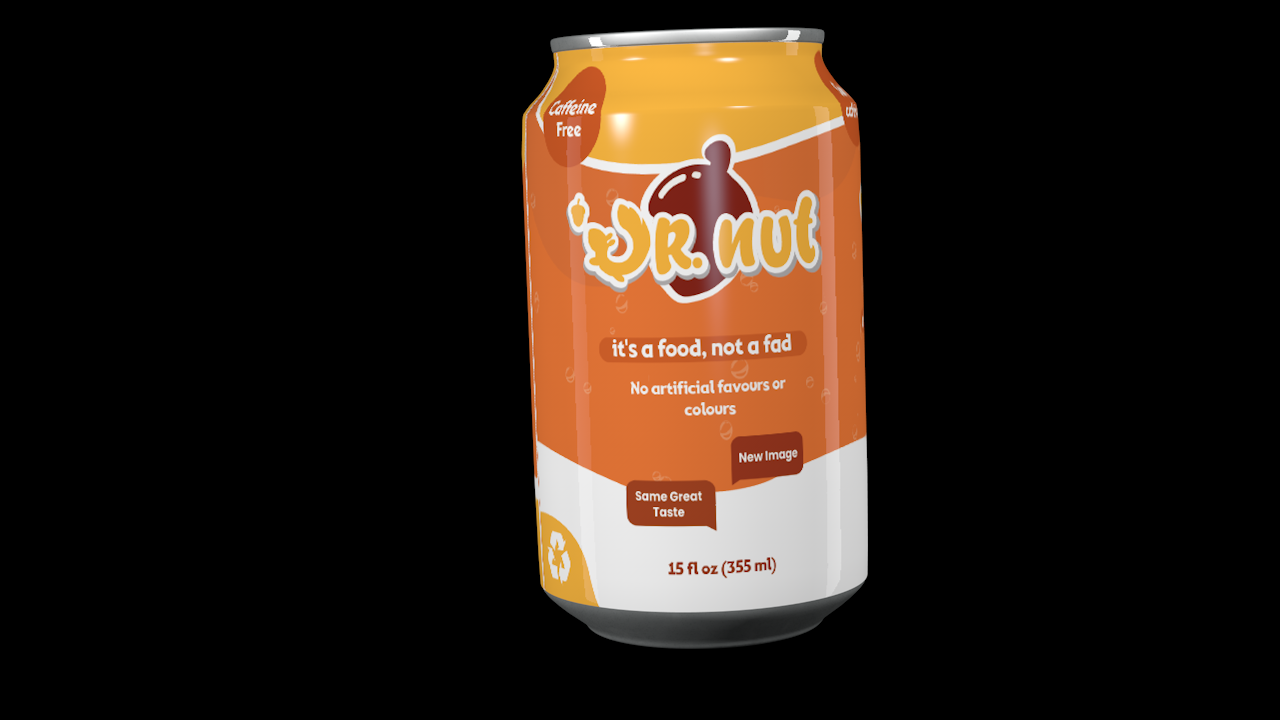 Caffeine
Free
Dr. nut
it's a food, not a fad
No artificial favours or
colours
New Image
Same Great
Taste
15 fl oz (355 ml)